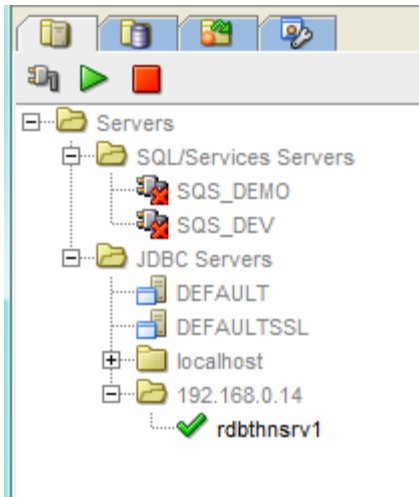 Servers
SQL/Services Servers
SQS_DEMO
SQS_DEV
JDBC Servers
DEFAULT
DEFAULTSSL
localhost
192.168.0.14
rdbthnsrv1